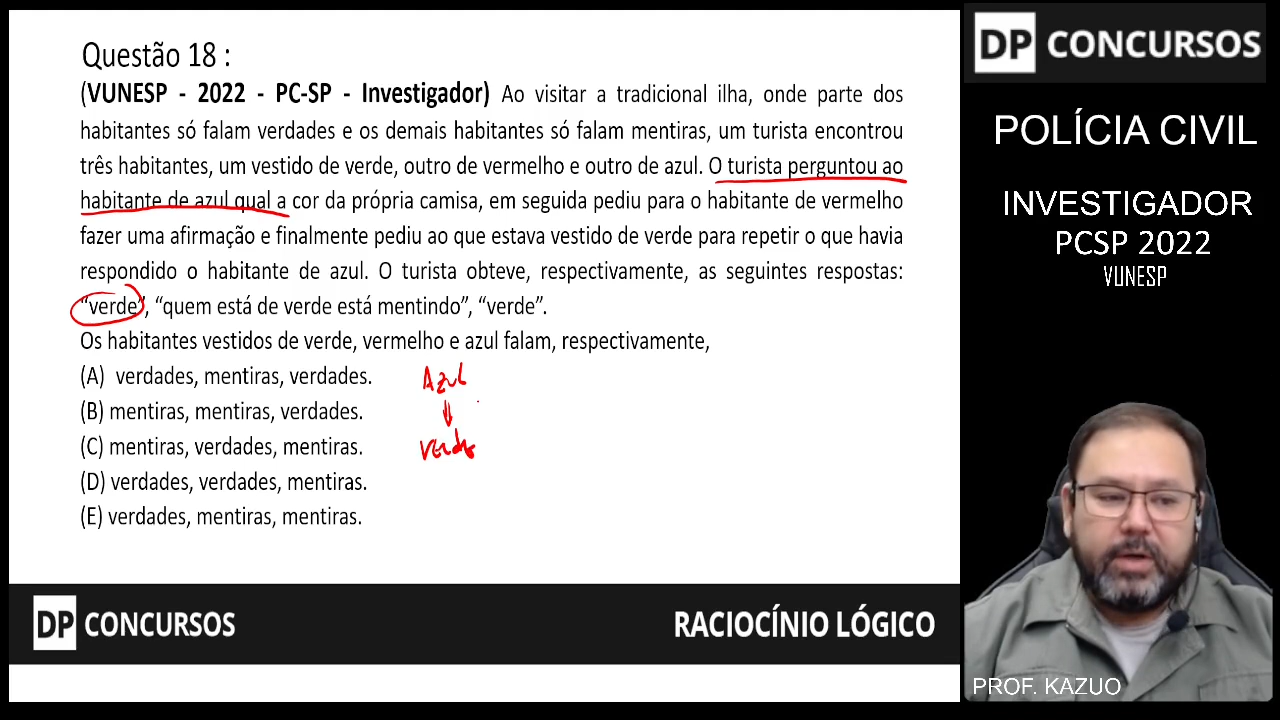 Questão 18 :
(VUNESP - 2022 - PC-SP - Investigador) Ao visitar a tradicional ilha, onde parte dos
habitantes só falam verdades e os demais habitantes só falam mentiras, um turista encontrou
três habitantes, um vestido de verde, outro de vermelho e outro de azul. O turista perguntou ao
habitante de azul qual a cor da própria camisa, em seguida pediu para o habitante de vermelho
fazer uma afirmação e finalmente pediu ao que estava vestido de verde para repetir o que havia
respondido o habitante de azul. O turista obteve, respectivamente, as seguintes respostas:
“verde”, “quem está de verde está mentindo”, “verde”.
Os habitantes vestidos de verde, vermelho e azul falam, respectivamente,
(A) verdades, mentiras, verdades.
(B) mentiras, mentiras, verdades.
(C) mentiras, verdades, mentiras.
(D) verdades, verdades, mentiras.
(E) verdades, mentiras, mentiras.
Azul
verde
DP CONCURSOS
RACIOCÍNIO LÓGICO
DP CONCURSOS
POLÍCIA CIVIL
INVESTIGADOR
PCSP 2022
VUNESP
PROF. KAZUO